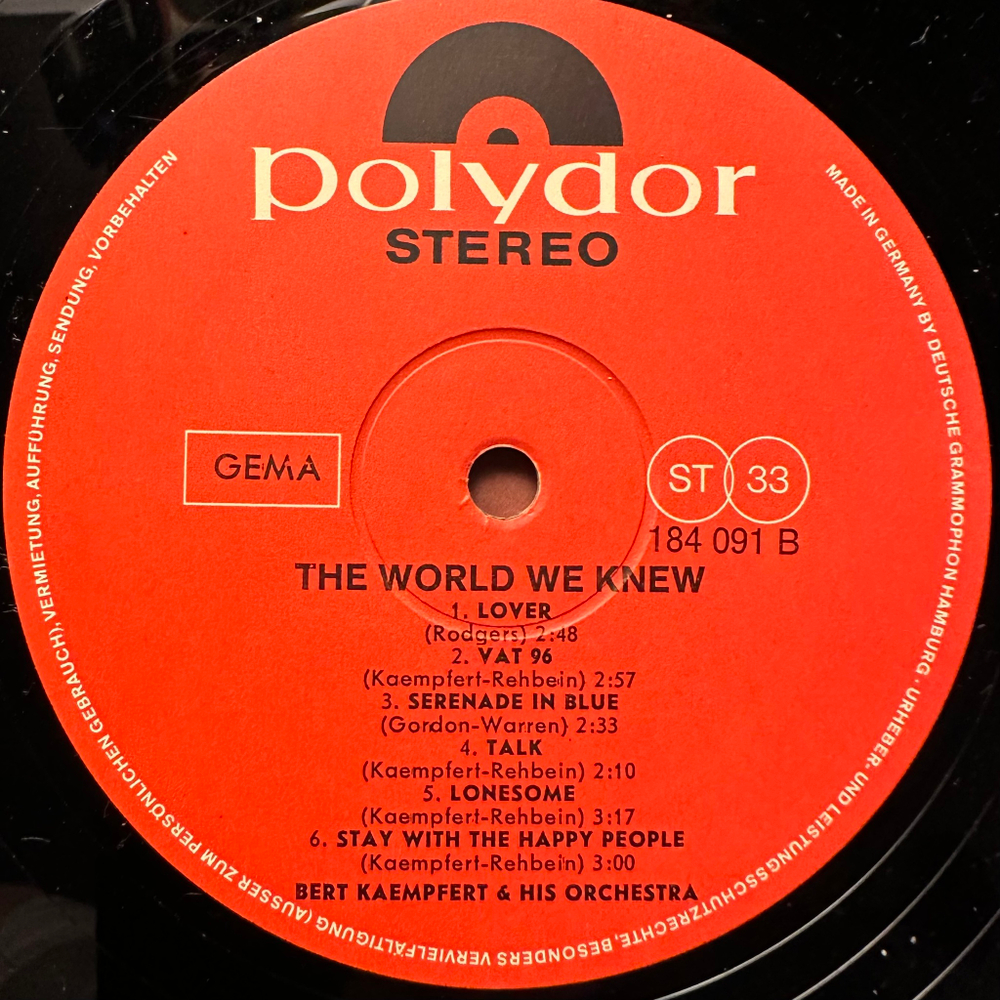 polydor
STEREO
GEMA
ST 33
184 091 B
THE WORLD WE KNEW
1. LOVER
(Rodgers) 2:48
2. VAT 96
(Kaempfert-Rehbein) 2:57
3. SERENADE IN BLUE
(Gordon-Warren) 2:33
4. TALK
(Kaempfert-Rehbein) 2:10
5. LONESOME
(Kaempfert-Rehbein) 3:17
6. STAY WITH THE HAPPY PEOPLE
(Kaempfert-Rehbein) 3:00
BERT KAEMPFERT & HIS ORCHESTRA
MADE IN GERMANY BY DEUTSCHE GRAMMOPHON HAMBURG · URHEBER- UND LEISTUNGSSCHUTZRECHTE, BESONDERS VERVIELFÄLTIGUNG (AUSSER ZUM PERSÖNLICHEN GEBRAUCH), VERMIETUNG, AUFFÜHRUNG, SENDUNG, VORBEHALTEN